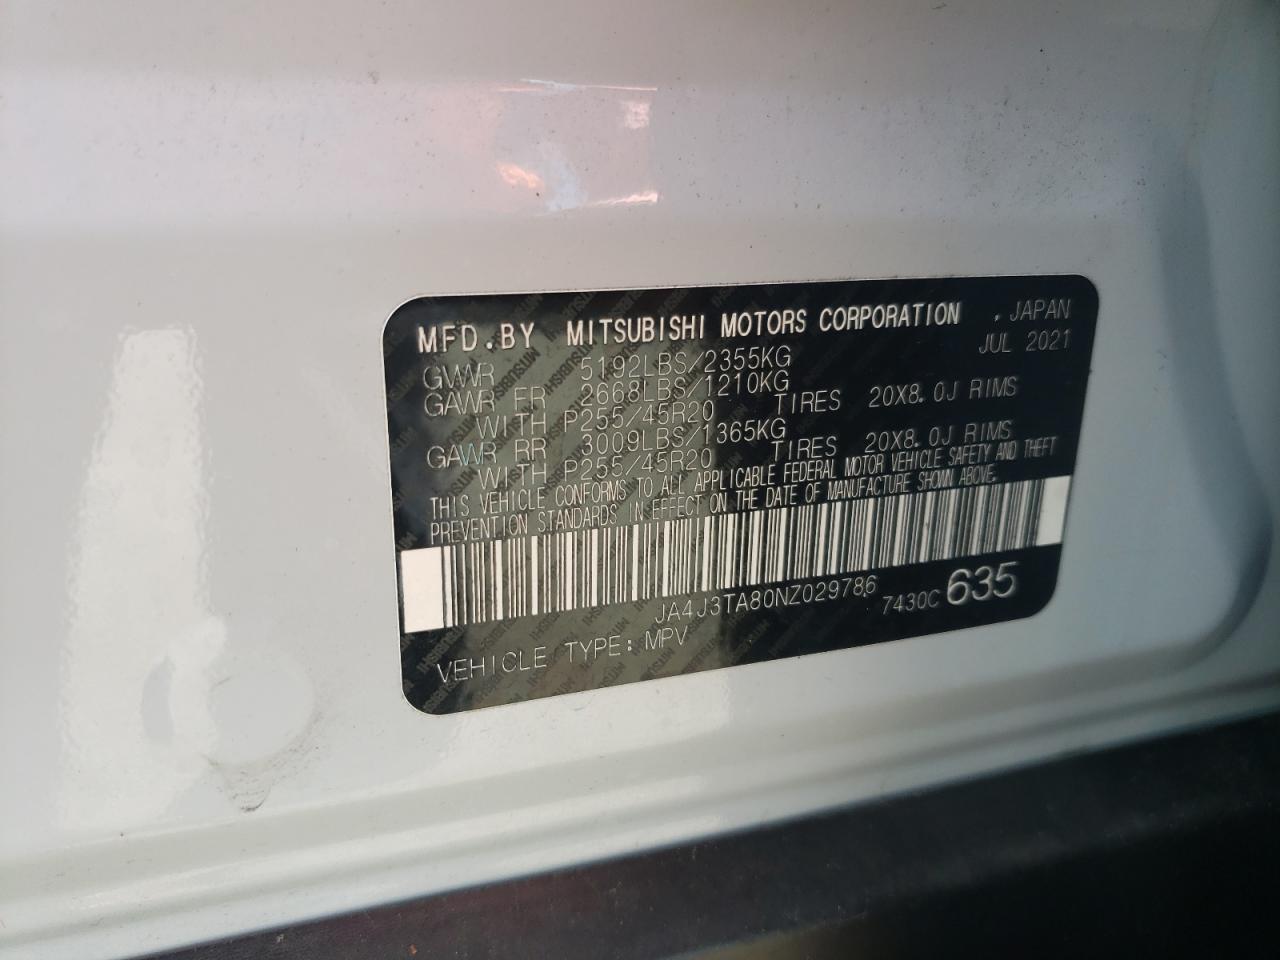 MFD.BY MITSUBISHI MOTORS CORPORATION , JAPAN
JUL 2021
GVWR 5192LBS/2355KG
GAWR FR 2668LBS/1210KG
WITH P255/45R20 TIRES 20X8.0J RIMS
GAWR RR 3009LBS/1365KG
WITH P255/45R20 TIRES 20X8.0J RIMS
THIS VEHICLE CONFORMS TO ALL APPLICABLE FEDERAL MOTOR VEHICLE SAFETY AND THEFT
PREVENTION STANDARDS IN EFFECT ON THE DATE OF MANUFACTURE SHOWN ABOVE.
JA4J3TA80NZ029786 7430C 635
VEHICLE TYPE: MPV